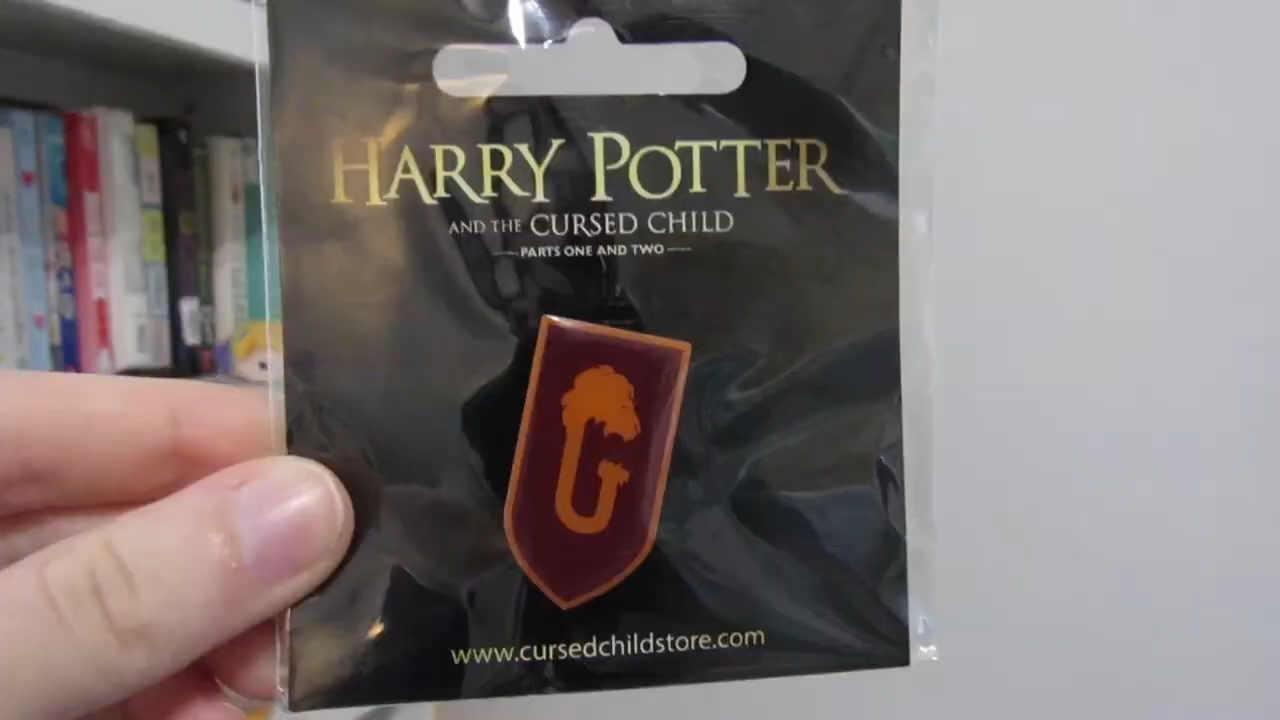 HARRY POTTER
AND THE CURSED CHILD
PARTS ONE AND TWO
G
www.cursedchildstore.com